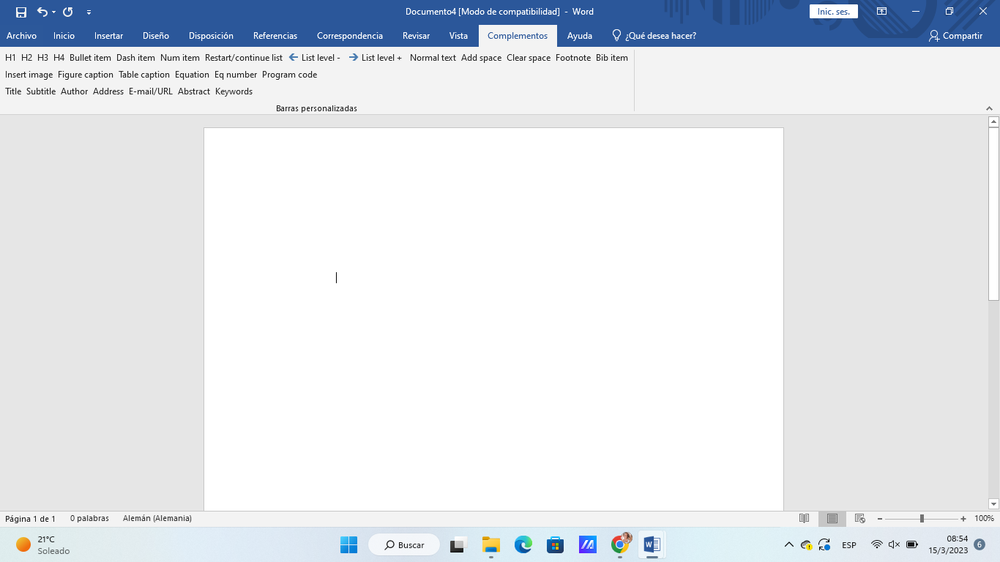 Documento4 [Modo de compatibilidad] - Word
Inic. ses.
Archivo Inicio Insertar Diseño Disposición Referencias Correspondencia Revisar Vista Complementos Ayuda ¿Qué desea hacer? Compartir
H1 H2 H3 H4 Bullet item Dash item Num item Restart/continue list List level - List level + Normal text Add space Clear space Footnote Bib item
Insert image Figure caption Table caption Equation Eq number Program code
Title Subtitle Author Address E-mail/URL Abstract Keywords
Barras personalizadas
Página 1 de 1 0 palabras Alemán (Alemania) 100%
21°C
Soleado
Buscar
ESP
08:54
15/3/2023
6